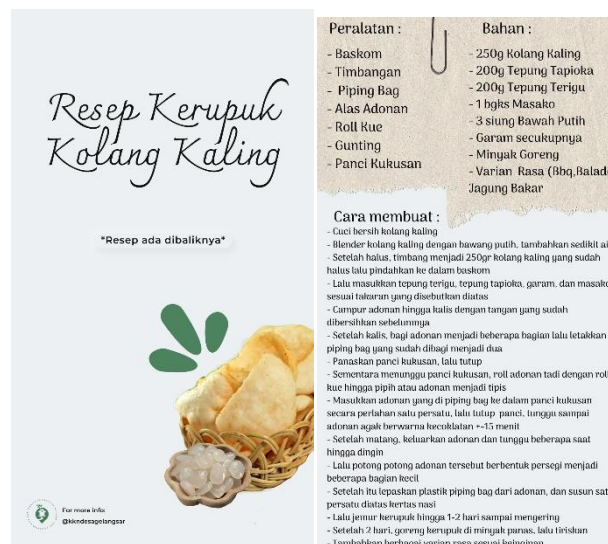 Resep Kerupuk
Kolang Kaling
*Resep ada dibaliknya*
For more info:
@kkndesagelangsar
Peralatan :
- Baskom
- Timbangan
- Piping Bag
- Alas Adonan
- Roll Kue
- Gunting
- Panci Kukusan
Bahan :
- 250g Kolang Kaling
- 200g Tepung Tapioka
- 200g Tepung Terigu
- 1 bgks Masako
- 3 siung Bawah Putih
- Garam secukupnya
- Minyak Goreng
- Varian Rasa (Bbq,Balado
Jagung Bakar
Cara membuat :
- Cuci bersih kolang kaling
- Blender kolang kaling dengan bawang putih, tambahkan sedikit ai
- Setelah halus, timbang menjadi 250gr kolang kaling yang sudah
halus lalu pindahkan ke dalam baskom
- Lalu masukkan tepung terigu, tepung tapioka, garam, dan masako
sesuai takaran yang disebutkan diatas
- Campur adonan hingga kalis dengan tangan yang sudah
dibersihkan sebelumnya
- Setelah kalis, bagi adonan menjadi beberapa bagian lalu letakkan
piping bag yang sudah dibagi menjadi dua
- Panaskan panci kukusan, lalu tutup
- Sementara menunggu panci kukusan, roll adonan tadi dengan roll
kue hingga pipih atau adonan menjadi tipis
- Masukkan adonan yang di piping bag ke dalam panci kukusan
secara perlahan satu persatu, lalu tutup panci, tunggu sampai
adonan agak berwarna kecoklatan +-15 menit
- Setelah matang, keluarkan adonan dan tunggu beberapa saat
hingga dingin
- Lalu potong potong adonan tersebut berbentuk persegi menjadi
beberapa bagian kecil
- Setelah itu lepaskan plastik piping bag dari adonan, dan susun sat
persatu diatas kertas nasi
- Lalu jemur kerupuk hingga 1-2 hari sampai mengering
- Setelah 2 hari, goreng kerupuk di minyak panas, lalu tiriskan
- Tambahkan berbagai varian rasa sesuai keinginan